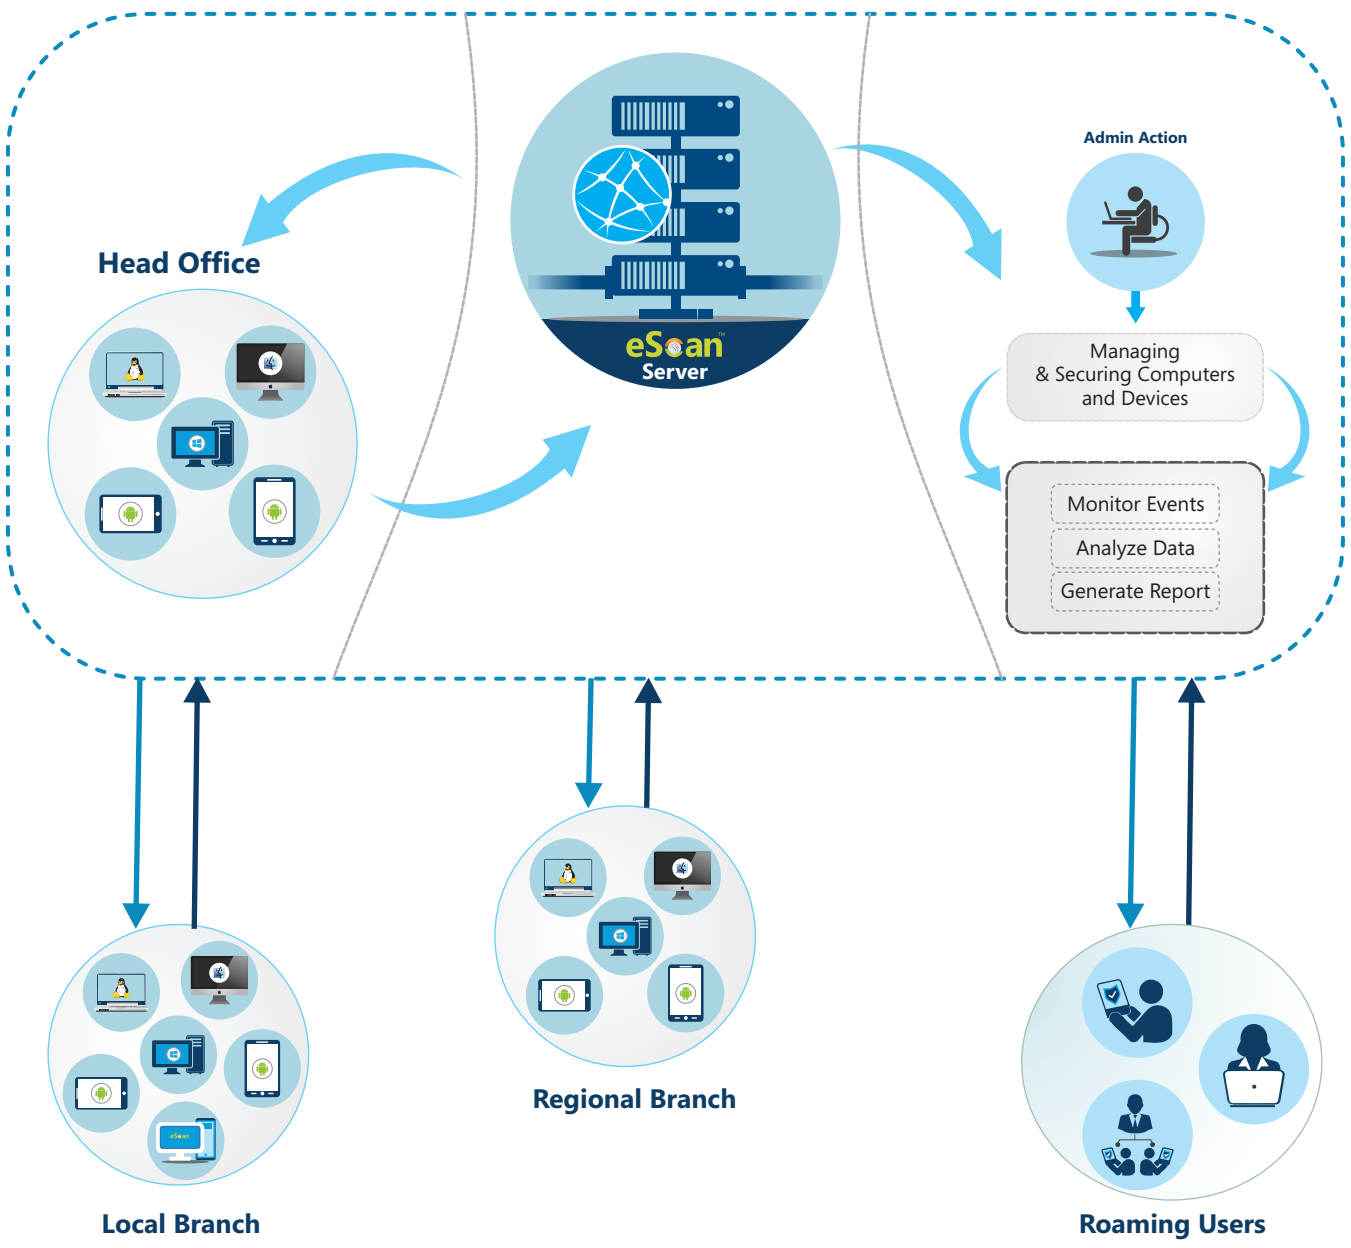 Admin Action
Head Office
eScan™
Server
Managing
& Securing Computers
and Devices
Monitor Events
Analyze Data
Generate Report
eScan
Regional Branch
Local Branch
Roaming Users